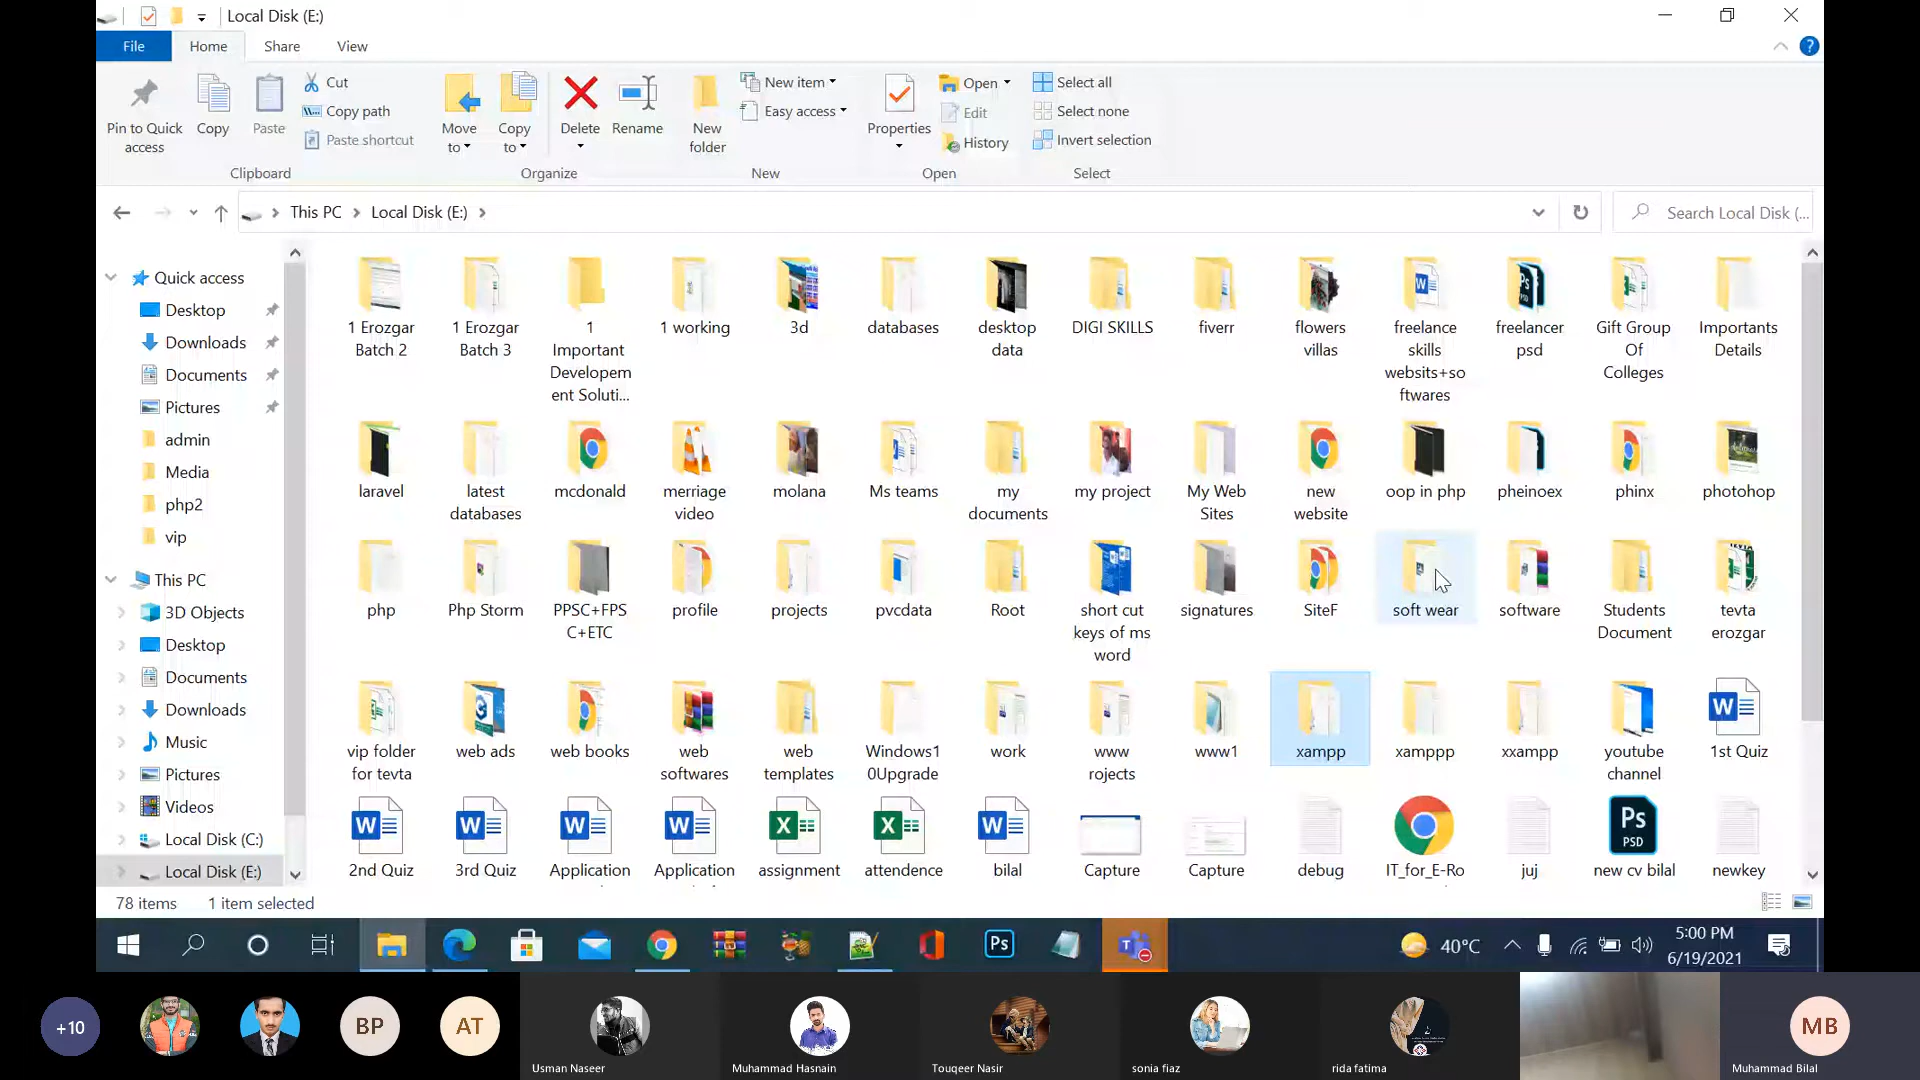 Local Disk (E:)
File Home Share View
Pin to Quick access
Copy
Paste
Cut
Copy path
Paste shortcut
Clipboard
Move to
Copy to
Delete
Rename
Organize
New folder
New item
Easy access
New
Properties
Open
Edit
History
Open
Select all
Select none
Invert selection
Select
This PC Local Disk (E:)
Search Local Disk (...
Quick access
Desktop
Downloads
Documents
Pictures
admin
Media
php2
vip
This PC
3D Objects
Desktop
Documents
Downloads
Music
Pictures
Videos
Local Disk (C:)
Local Disk (E:)
1 Erozgar Batch 2
1 Erozgar Batch 3
1 Important Developement Soluti...
1 working
3d
databases
desktop data
DIGI SKILLS
fiverr
flowers villas
freelance skills websits+softwares
freelancer psd
Gift Group Of Colleges
Importants Details
laravel
latest databases
mcdonald
merriage video
molana
Ms teams
my documents
my project
My Web Sites
new website
oop in php
pheinoex
phinx
photohop
php
Php Storm
PPSC+FPSC+ETC
profile
projects
pvcdata
Root
short cut keys of ms word
signatures
SiteF
soft wear
software
Students Document
tevta erozgar
vip folder for tevta
web ads
web books
web softwares
web templates
Windows10Upgrade
work
www rojects
www1
xampp
xamppp
xxampp
youtube channel
1st Quiz
2nd Quiz
3rd Quiz
Application
Application
assignment
attendence
bilal
Capture
Capture
debug
IT_for_E-Ro
juj
new cv bilal
newkey
78 items 1 item selected
40°C
5:00 PM
6/19/2021
+10
BP
AT
Usman Naseer
Muhammad Hasnain
Touqeer Nasir
sonia fiaz
rida fatima
MB
Muhammad Bilal